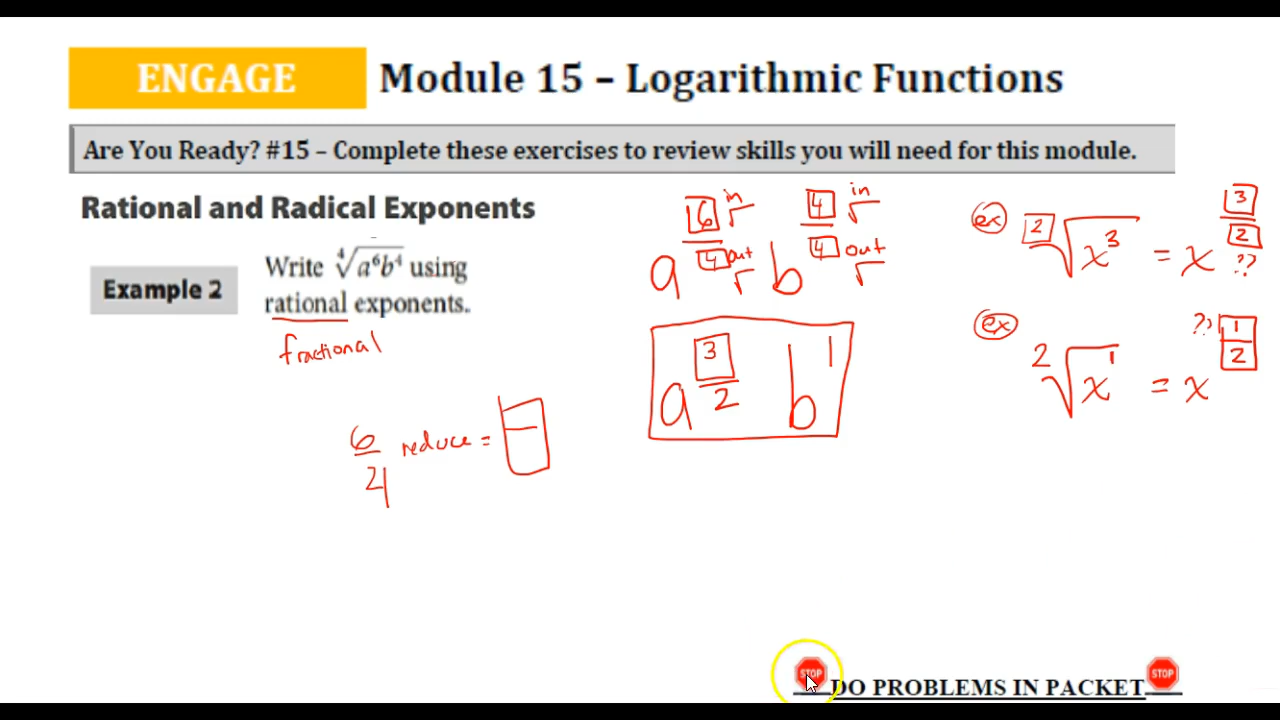 ENGAGE Module 15 – Logarithmic Functions
Are You Ready? #15 – Complete these exercises to review skills you will need for this module.
Rational and Radical Exponents
Example 2
Write ⁴√a⁶b⁴ using
rational exponents.
fractional
6/4 reduce =
a 6 in √ / 4 out √ b 4 in √ / 4 out √
a 3/2 b 1
ex 2 √x³ = x 3/2 ??
ex 2 √x¹ = x ?? 1/2
STOP DO PROBLEMS IN PACKET STOP